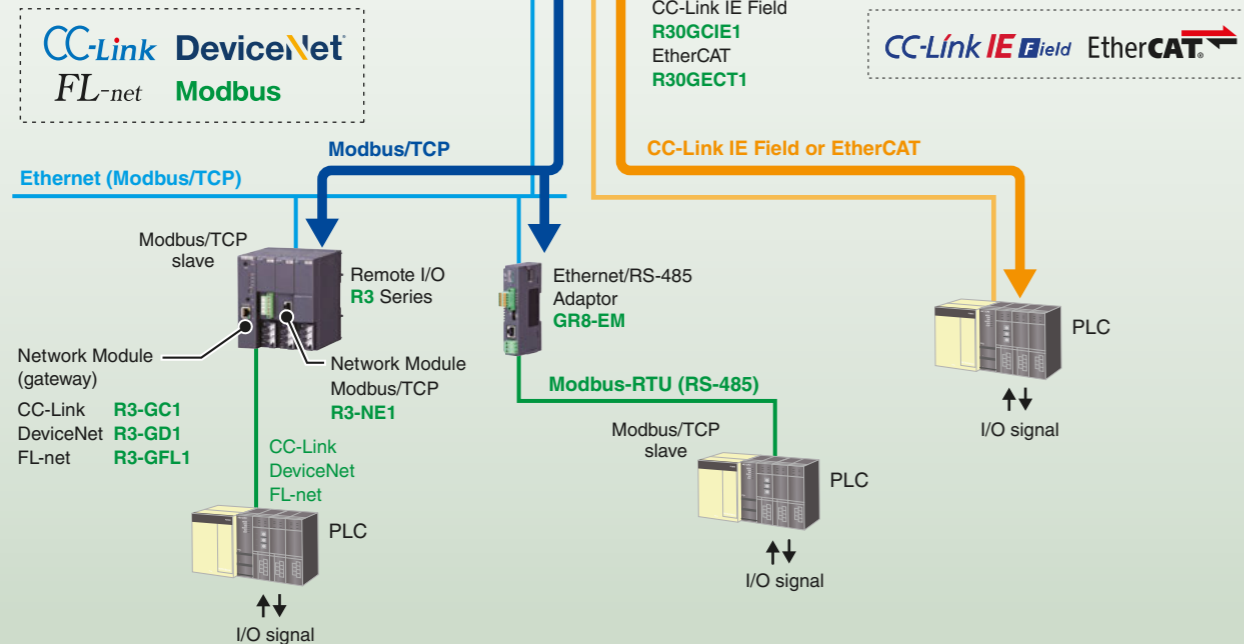 CC-Link DeviceNet
FL-net Modbus
CC-Link IE Field
R30GCIE1
EtherCAT
R30GECT1
CC-Link IE Field EtherCAT®
Modbus/TCP
CC-Link IE Field or EtherCAT
Ethernet (Modbus/TCP)
Modbus/TCP
slave
Remote I/O
R3 Series
Ethernet/RS-485
Adaptor
GR8-EM
PLC
I/O signal
Network Module
(gateway)
CC-Link R3-GC1
DeviceNet R3-GD1
FL-net R3-GFL1
Network Module
Modbus/TCP
R3-NE1
CC-Link
DeviceNet
FL-net
PLC
I/O signal
Modbus-RTU (RS-485)
Modbus/TCP
slave
PLC
I/O signal